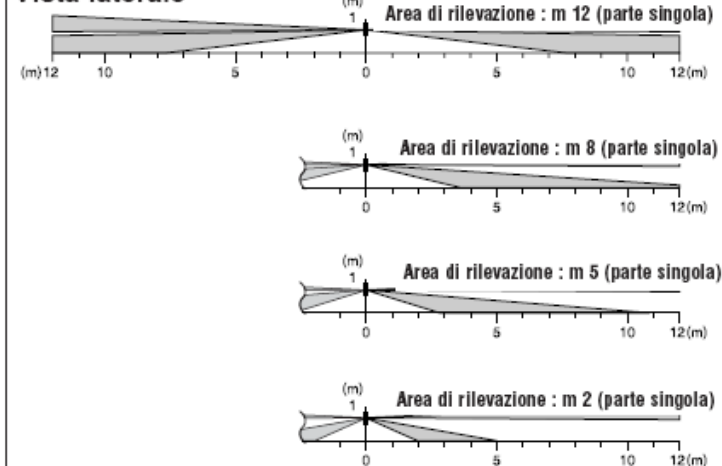 Vista laterale
(m)
Area di rilevazione : m 12 (parte singola)
1
(m) 12 10 5 0 5 10 12(m)
(m)
1
Area di rilevazione : m 8 (parte singola)
0 5 10 12(m)
(m)
1
Area di rilevazione : m 5 (parte singola)
0 5 10 12(m)
(m)
1
Area di rilevazione : m 2 (parte singola)
0 5 10 12(m)